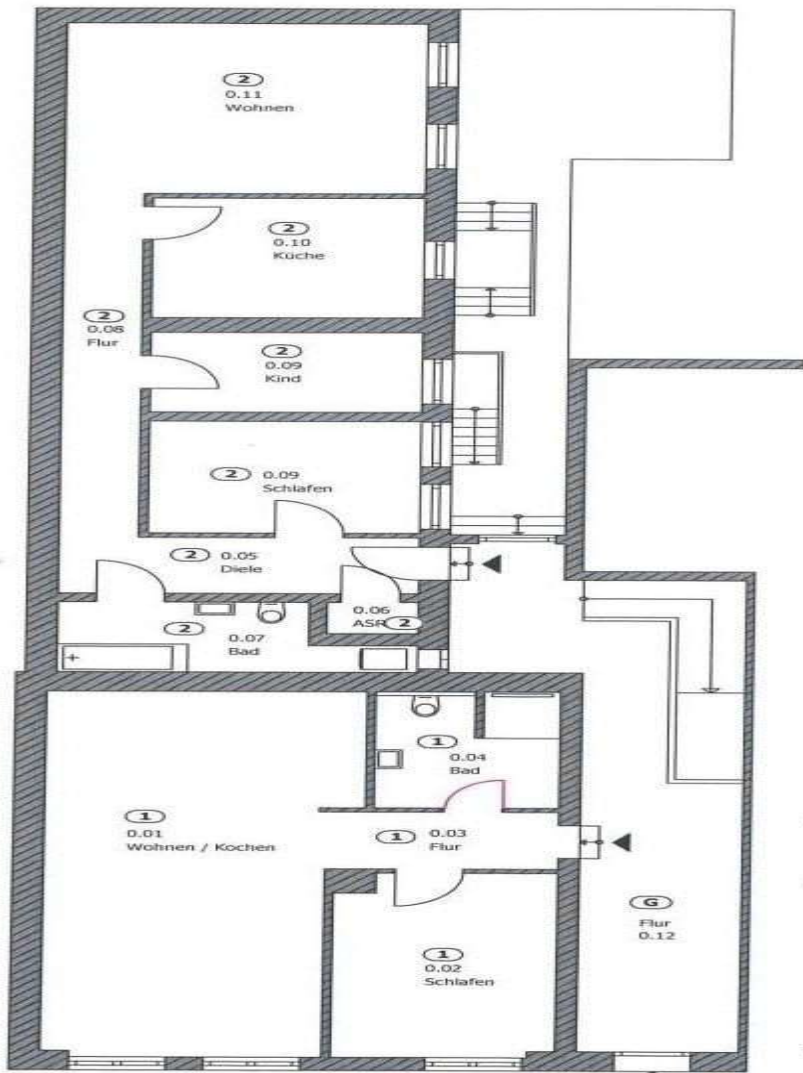 2
0.11
Wohnen
2
0.10
Küche
2
0.08
Flur
2
0.09
Kind
2 0.09
Schlafen
2 0.05
Diele
0.06
ASR 2
2 0.07
Bad
1
0.04
Bad
1
0.01
Wohnen / Kochen
1 0.03
Flur
G
Flur
0.12
1
0.02
Schlafen